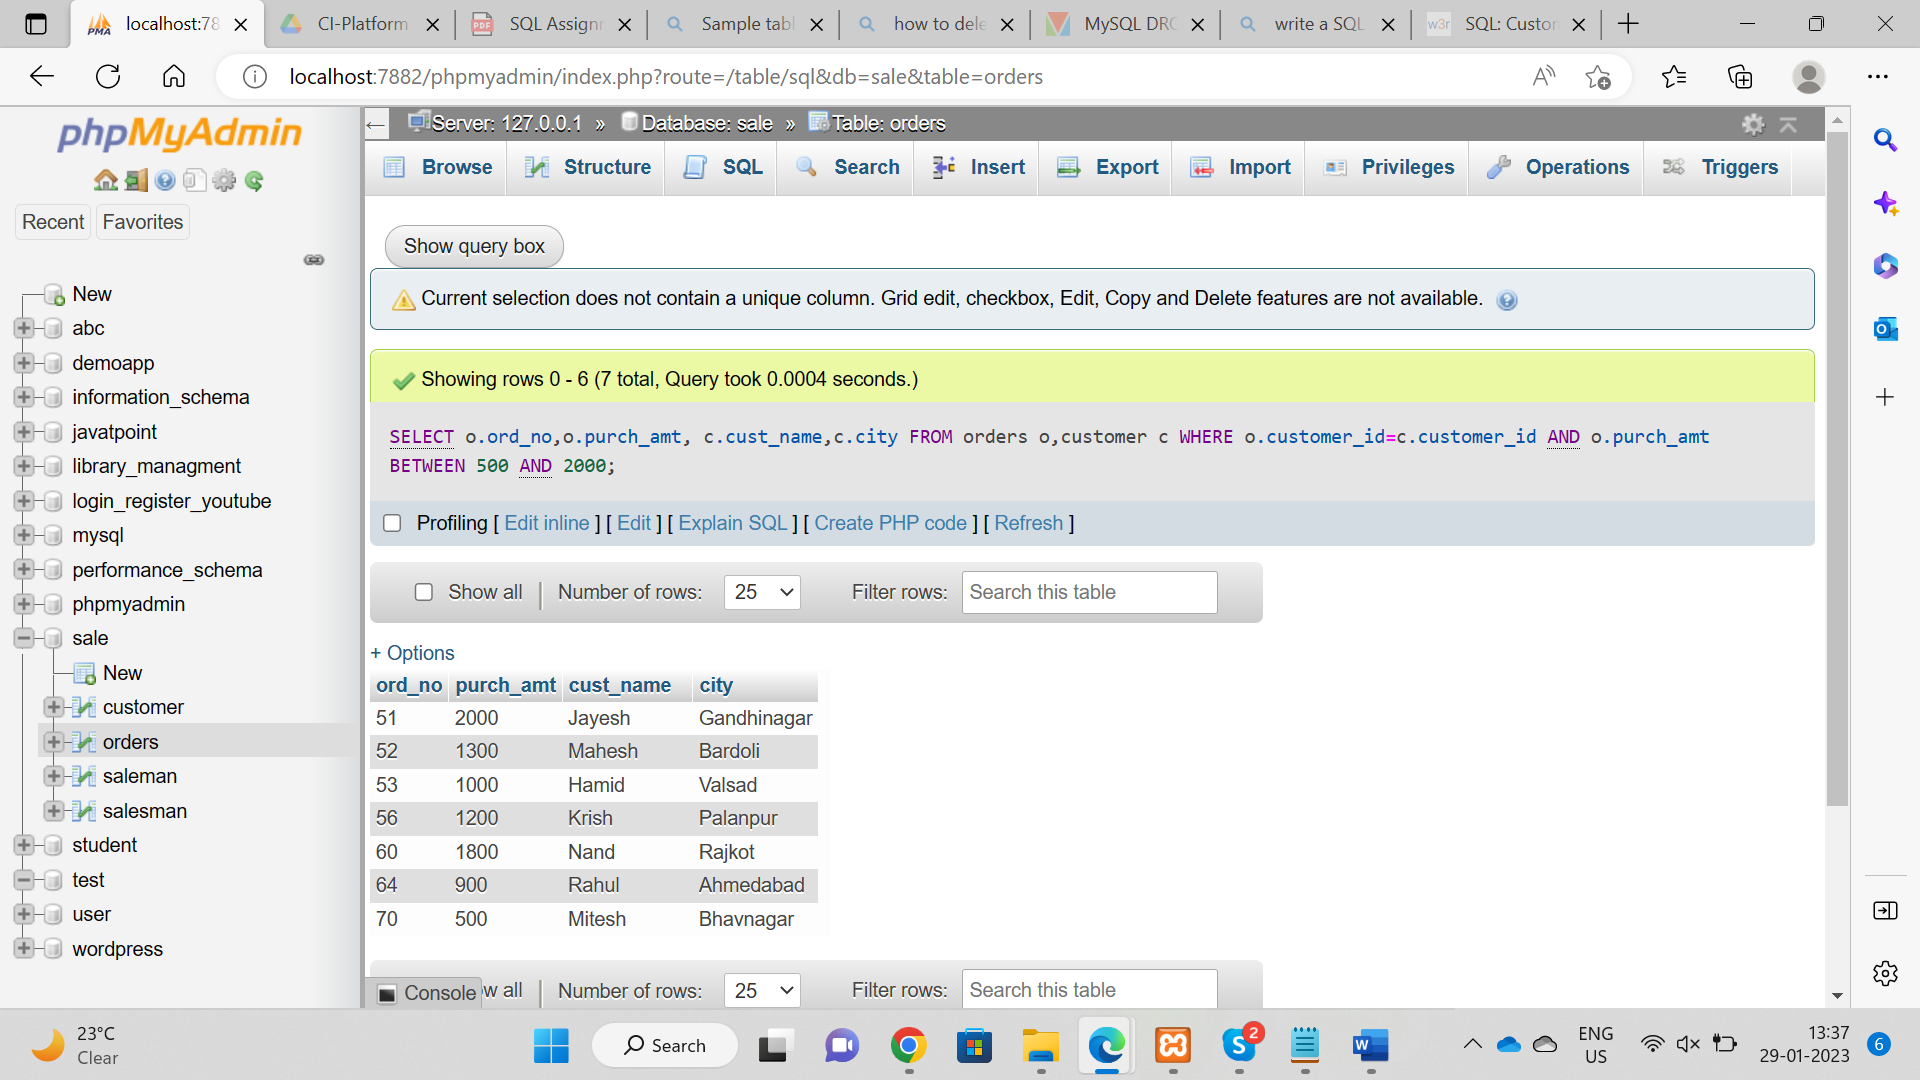 localhost:78
CI-Platform
SQL Assignm
Sample tabl
how to dele
MySQL DRO
write a SQL
w3r SQL: Custom
localhost:7882/phpmyadmin/index.php?route=/table/sql&db=sale&table=orders
phpMyAdmin
Recent Favorites
New
abc
demoapp
information_schema
javatpoint
library_managment
login_register_youtube
mysql
performance_schema
phpmyadmin
sale
New
customer
orders
saleman
salesman
student
test
user
wordpress
Server: 127.0.0.1 » Database: sale » Table: orders
Browse Structure SQL Search Insert Export Import Privileges Operations Triggers
Show query box
Current selection does not contain a unique column. Grid edit, checkbox, Edit, Copy and Delete features are not available.
Showing rows 0 - 6 (7 total, Query took 0.0004 seconds.)
SELECT o.ord_no,o.purch_amt, c.cust_name,c.city FROM orders o,customer c WHERE o.customer_id=c.customer_id AND o.purch_amt
BETWEEN 500 AND 2000;
Profiling [ Edit inline ] [ Edit ] [ Explain SQL ] [ Create PHP code ] [ Refresh ]
Show all Number of rows: 25 Filter rows: Search this table
+ Options
ord_no purch_amt cust_name city
51 2000 Jayesh Gandhinagar
52 1300 Mahesh Bardoli
53 1000 Hamid Valsad
56 1200 Krish Palanpur
60 1800 Nand Rajkot
64 900 Rahul Ahmedabad
70 500 Mitesh Bhavnagar
Console w all Number of rows: 25 Filter rows: Search this table
23°C
Clear
Search
2
ENG
US
13:37
29-01-2023
6